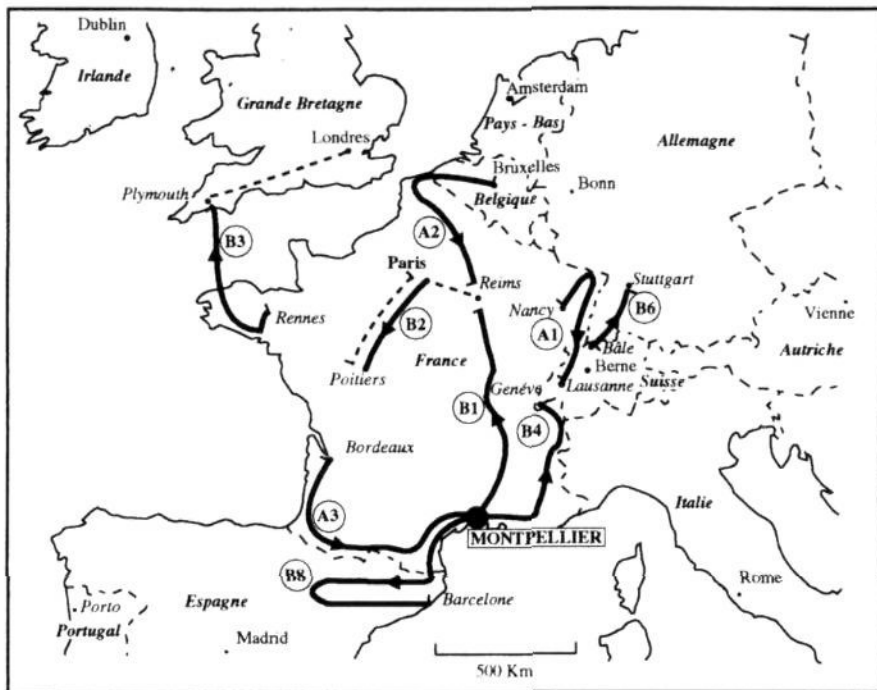 Dublin
Irlande
Grande Bretagne
Amsterdam
Pays - Bas
Allemagne
Londres
Bruxelles
Plymouth
Belgique
Bonn
B3
A2
Paris
Reims
Stuttgart
Rennes
Nancy
B6
Vienne
B2
A1
Bâle
France
Berne
Autriche
Poitiers
Genéve
Lausanne
Suisse
B1
B4
Bordeaux
A3
Italie
MONTPELLIER
B8
Rome
Porto
Espagne
Barcelone
Portugal
Madrid
500 Km